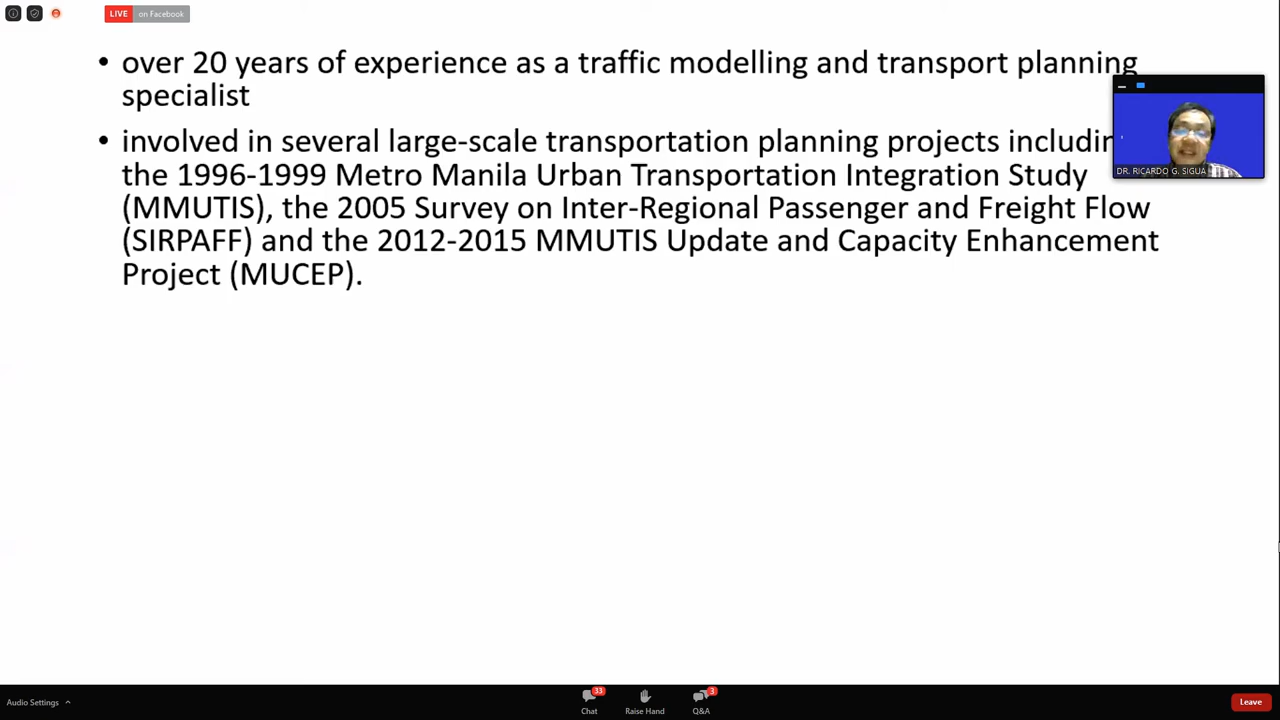 LIVE on Facebook
• over 20 years of experience as a traffic modelling and transport planning
specialist
• involved in several large-scale transportation planning projects includin
the 1996-1999 Metro Manila Urban Transportation Integration Study
(MMUTIS), the 2005 Survey on Inter-Regional Passenger and Freight Flow
(SIRPAFF) and the 2012-2015 MMUTIS Update and Capacity Enhancement
Project (MUCEP).
DR. RICARDO G. SIGUA
Audio Settings
33
Chat
Raise Hand
3
Q&A
Leave